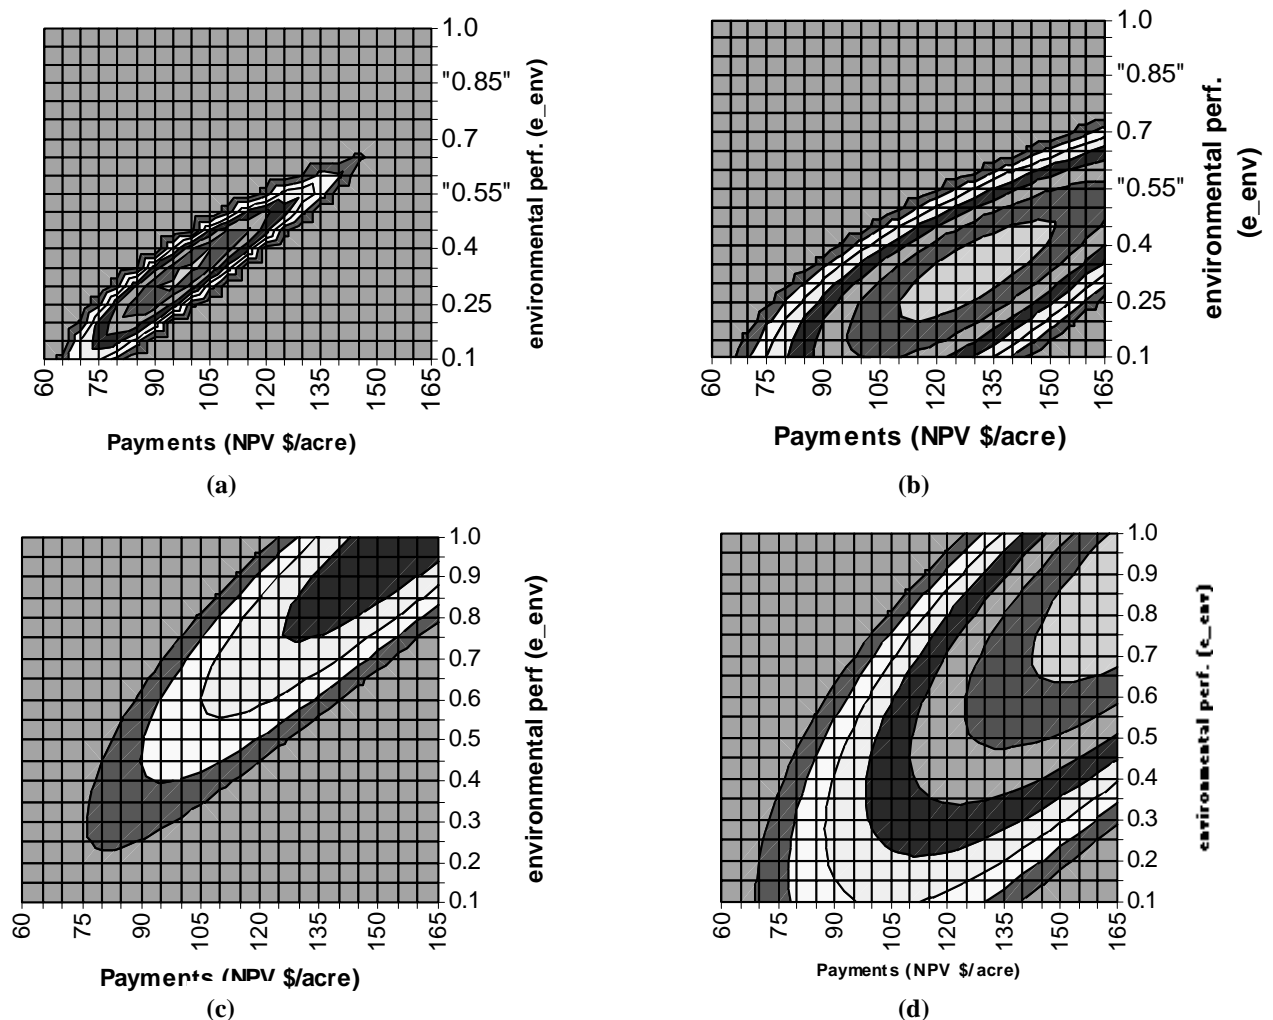 1.0
"0.85"
0.7
"0.55"
0.4
0.25
0.1
environmental perf. (e_env)
60 75 90 105 120 135 150 165
Payments (NPV $/acre)
(a)
1.0
"0.85"
0.7
"0.55"
0.4
0.25
0.1
environmental perf.
(e_env)
60 75 90 105 120 135 150 165
Payments (NPV $/acre)
(b)
1.0
0.9
0.8
0.7
0.6
0.5
0.4
0.3
0.2
0.1
environmental perf (e_env)
60 75 90 105 120 135 150 165
Payments (NPV $/acre)
(c)
1.0
0.9
0.8
0.7
0.6
0.5
0.4
0.3
0.2
0.1
environmental perf. (e_env)
60 75 90 105 120 135 150 165
Payments (NPV $/acre)
(d)